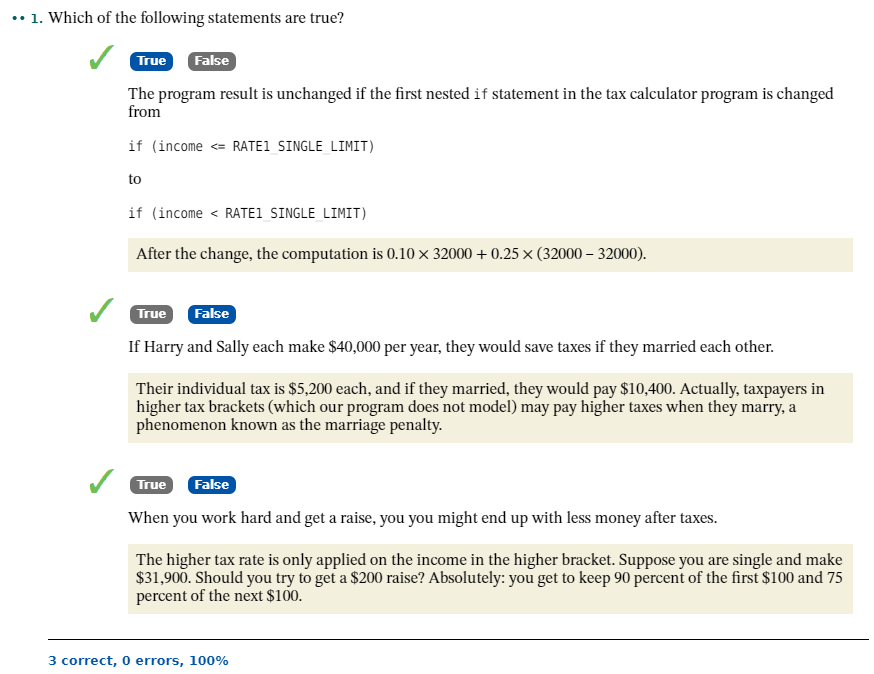 •• 1. Which of the following statements are true?
True False
The program result is unchanged if the first nested if statement in the tax calculator program is changed
from
if (income <= RATE1_SINGLE_LIMIT)
to
if (income < RATE1_SINGLE_LIMIT)
After the change, the computation is 0.10 × 32000 + 0.25 × (32000 – 32000).
True False
If Harry and Sally each make $40,000 per year, they would save taxes if they married each other.
Their individual tax is $5,200 each, and if they married, they would pay $10,400. Actually, taxpayers in
higher tax brackets (which our program does not model) may pay higher taxes when they marry, a
phenomenon known as the marriage penalty.
True False
When you work hard and get a raise, you you might end up with less money after taxes.
The higher tax rate is only applied on the income in the higher bracket. Suppose you are single and make
$31,900. Should you try to get a $200 raise? Absolutely: you get to keep 90 percent of the first $100 and 75
percent of the next $100.
3 correct, 0 errors, 100%